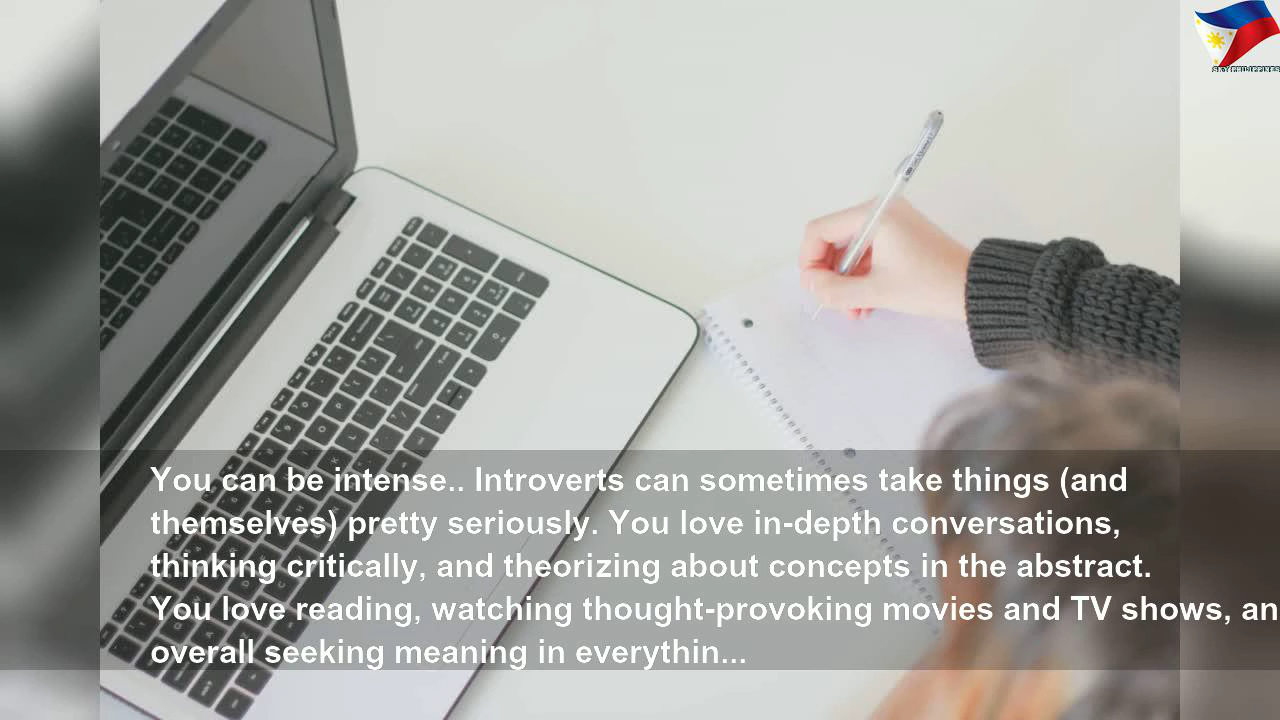 You can be intense.. Introverts can sometimes take things (and
themselves) pretty seriously. You love in-depth conversations,
thinking critically, and theorizing about concepts in the abstract.
You love reading, watching thought-provoking movies and TV shows, an
overall seeking meaning in everythin...